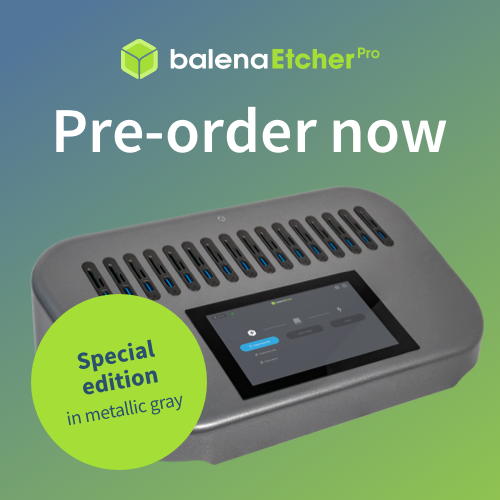 balenaEtcher Pro
Pre-order now
Special
edition
in metallic gray